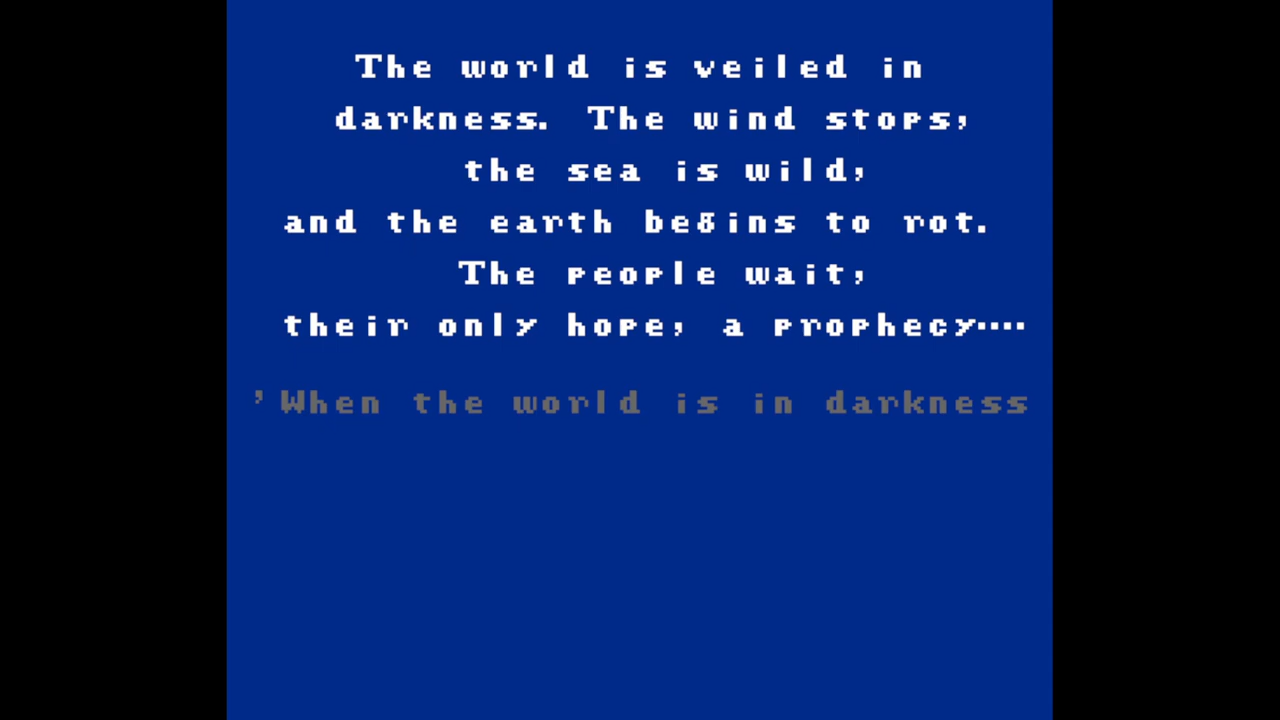 The world is veiled in
darkness. The wind stops,
the sea is wild,
and the earth begins to rot.
The people wait,
their only hope, a prophecy....
'When the world is in darkness